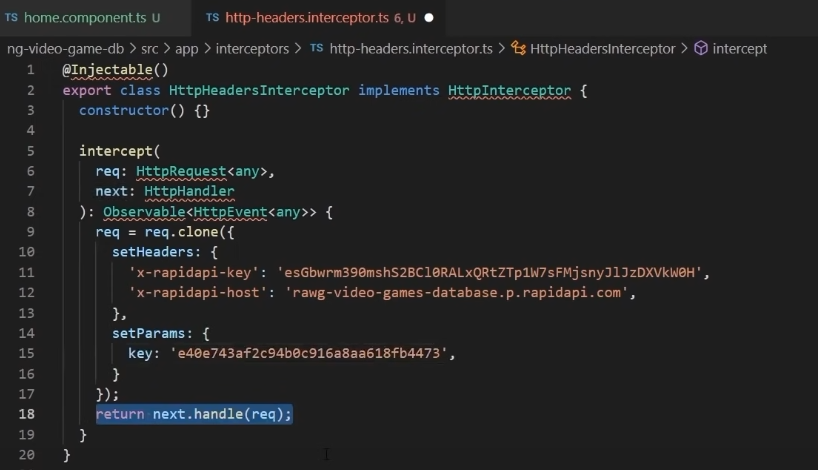 TS home.component.ts U TS http-headers.interceptor.ts 6, U
ng-video-game-db > src > app > interceptors > TS http-headers.interceptor.ts > HttpHeadersInterceptor > intercept
1 @Injectable()
2 export class HttpHeadersInterceptor implements HttpInterceptor {
3 constructor() {}
4
5 intercept(
6 req: HttpRequest<any>,
7 next: HttpHandler
8 ): Observable<HttpEvent<any>> {
9 req = req.clone({
10 setHeaders: {
11 'x-rapidapi-key': 'esGbwrm390mshS2BCl0RALxQRtZTp1W7sFMjsnyJlJzDXVkW0H',
12 'x-rapidapi-host': 'rawg-video-games-database.p.rapidapi.com',
13 },
14 setParams: {
15 key: 'e40e743af2c94b0c916a8aa618fb4473',
16 }
17 });
18 return next.handle(req);
19 }
20 }